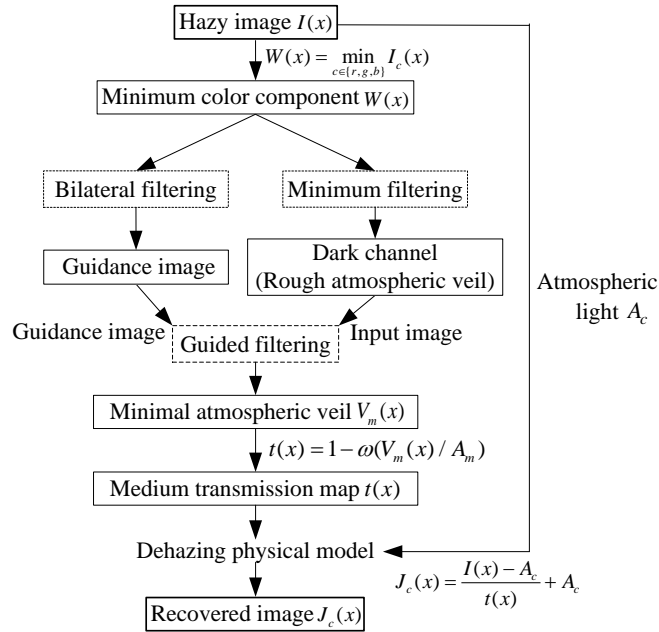 Hazy image I(x)
W(x) = min_{c∈{r,g,b}} I_c(x)
Minimum color component W(x)
Bilateral filtering
Minimum filtering
Guidance image
Dark channel
(Rough atmospheric veil)
Atmospheric
light A_c
Guidance image
Input image
Guided filtering
Minimal atmospheric veil V_m(x)
t(x) = 1 − ω(V_m(x) / A_m)
Medium transmission map t(x)
Dehazing physical model
J_c(x) = (I(x) − A_c) / t(x) + A_c
Recovered image J_c(x)